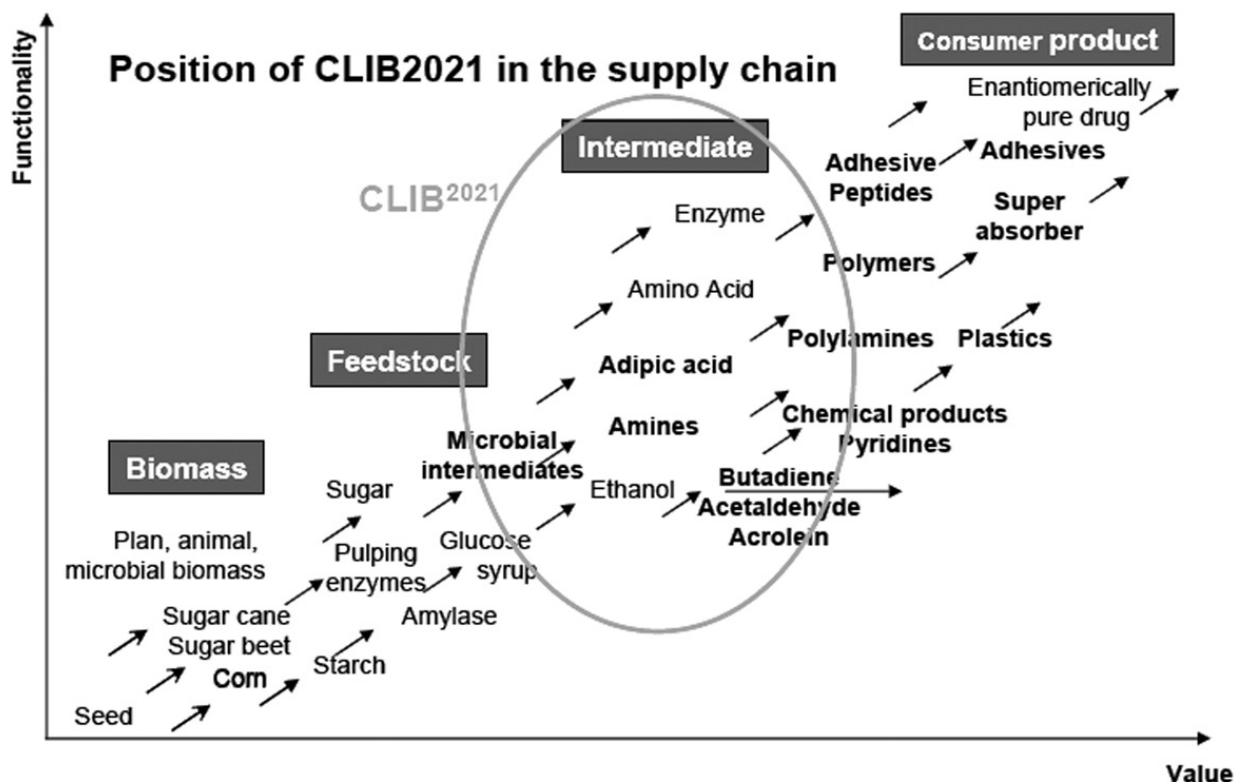 Functionality
Position of CLIB2021 in the supply chain
Consumer product
Enantiomerically
pure drug
Intermediate
Adhesive
Peptides
Adhesives
CLIB²⁰²¹
Super
absorber
Enzyme
Polymers
Amino Acid
Feedstock
Adipic acid
Polylamines
Plastics
Amines
Chemical products
Pyridines
Microbial
intermediates
Biomass
Sugar
Ethanol
Butadiene
Acetaldehyde
Acrolein
Plan, animal,
microbial biomass
Pulping
enzymes
Glucose
syrup
Sugar cane
Sugar beet
Amylase
Corn
Starch
Seed
Value